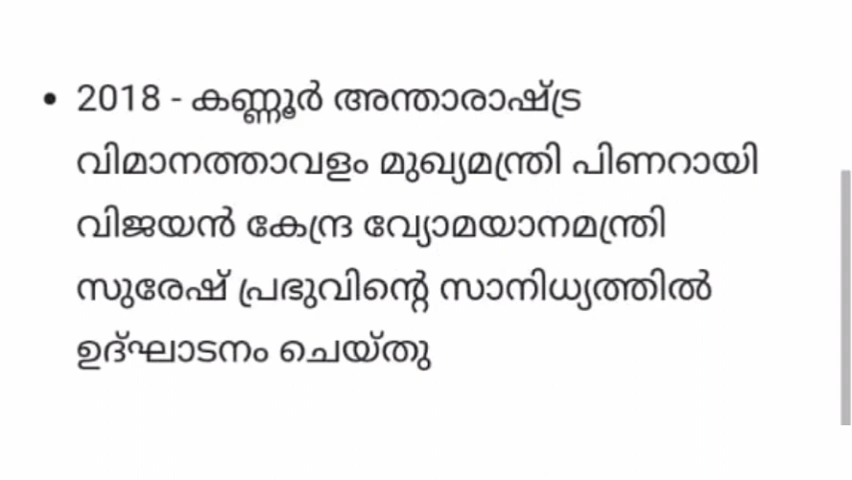 • 2018 - കണ്ണൂർ അന്താരാഷ്ട്ര
വിമാനത്താവളം മുഖ്യമന്ത്രി പിണറായി
വിജയൻ കേന്ദ്ര വ്യോമയാനമന്ത്രി
സുരേഷ് പ്രഭുവിന്റെ സാനിധ്യത്തിൽ
ഉദ്ഘാടനം ചെയ്തു